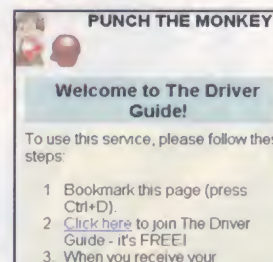 PUNCH THE MONKEY
Welcome to The Driver
Guide!
To use this service, please follow these
steps:
1 Bookmark this page (press
Ctrl+D).
2 Click here to join The Driver
Guide - it's FREE!
3. When you receive your